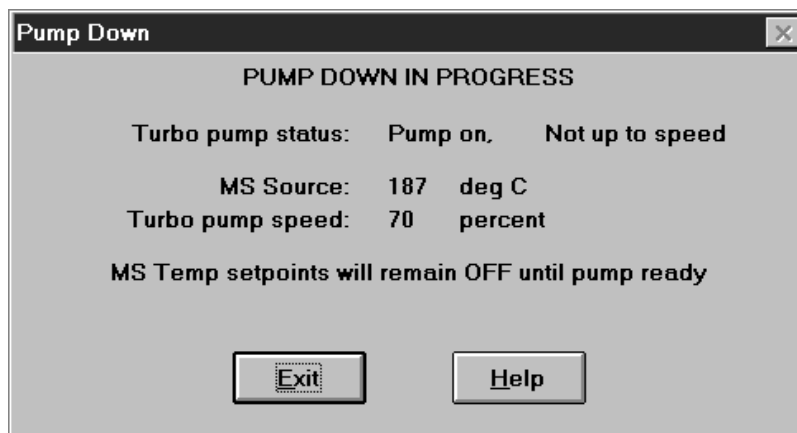 Pump Down
PUMP DOWN IN PROGRESS
Turbo pump status: Pump on, Not up to speed
MS Source: 187 deg C
Turbo pump speed: 70 percent
MS Temp setpoints will remain OFF until pump ready
Exit Help